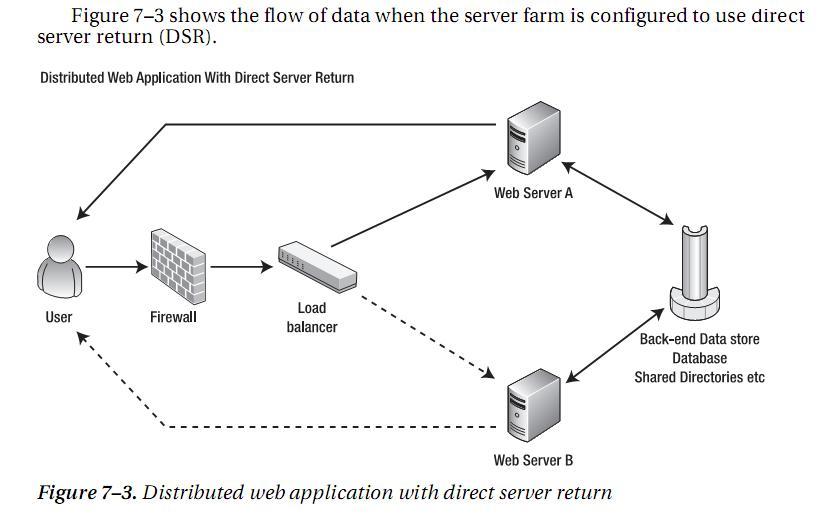 Figure 7–3 shows the flow of data when the server farm is configured to use direct
server return (DSR).
Distributed Web Application With Direct Server Return
Web Server A
User
Firewall
Load
balancer
Back-end Data store
Database
Shared Directories etc
Web Server B
Figure 7–3. Distributed web application with direct server return